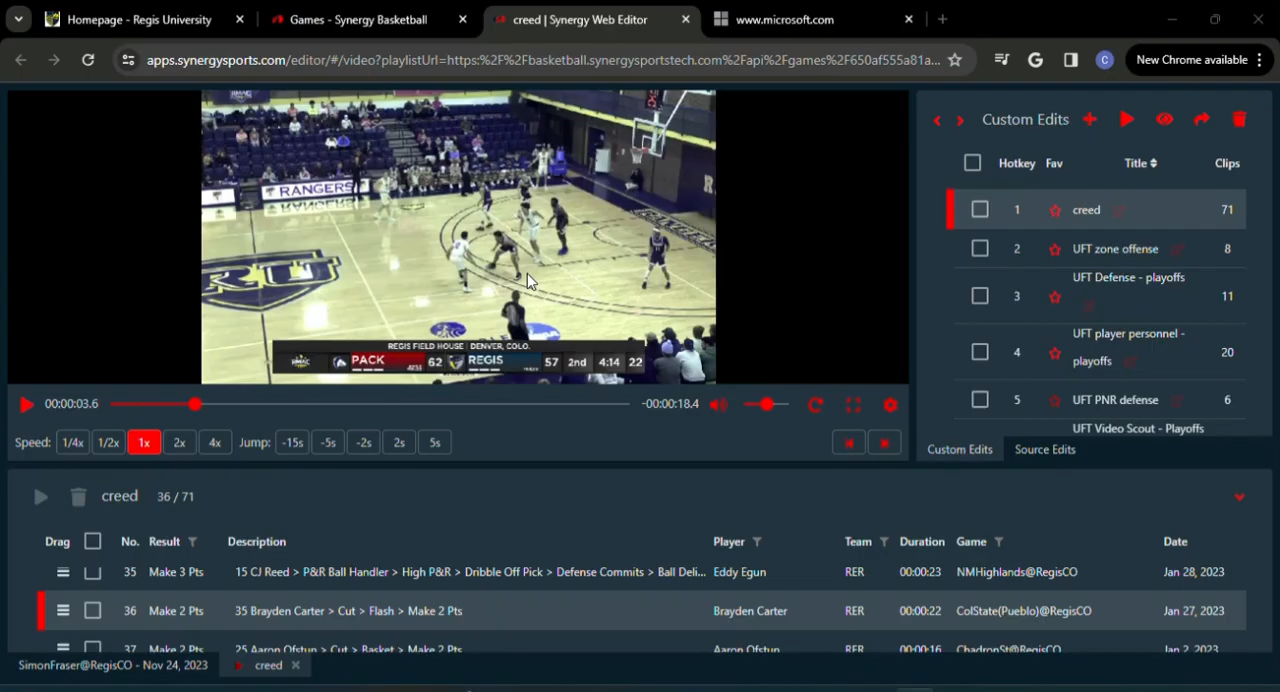 Homepage - Regis University
Games - Synergy Basketball
creed | Synergy Web Editor
www.microsoft.com
apps.synergysports.com/editor/#/video?playlistUrl=https:%2F%2Fbasketball.synergysportstech.com%2Fapi%2Fgames%2F650af555a81a...
G
C
New Chrome available
RANGERS
RU
REGIS FIELD HOUSE | DENVER, COLO.
RMAC PACK 62 REGIS 57 2nd 4:14 22
00:00:03.6
-00:00:18.4
Speed: 1/4x 1/2x 1x 2x 4x Jump: -15s -5s -2s 2s 5s
Custom Edits
Hotkey Fav Title Clips
1 creed 71
2 UFT zone offense 8
3 UFT Defense - playoffs 11
4 UFT player personnel -
playoffs 20
5 UFT PNR defense 6
UFT Video Scout - Playoffs
Custom Edits Source Edits
creed 36 / 71
Drag No. Result Description Player Team Duration Game Date
35 Make 3 Pts 15 CJ Reed > P&R Ball Handler > High P&R > Dribble Off Pick > Defense Commits > Ball Deli... Eddy Egun RER 00:00:23 NMHighlands@RegisCO Jan 28, 2023
36 Make 2 Pts 35 Brayden Carter > Cut > Flash > Make 2 Pts Brayden Carter RER 00:00:22 ColState(Pueblo)@RegisCO Jan 27, 2023
37 Make 2 Pts 25 Aaron Ofstun > Cut > Basket > Make 2 Pts Aaron Ofstun RER 00:00:16 ChadronSt@RegisCO Jan 2, 2023
SimonFraser@RegisCO - Nov 24, 2023
creed